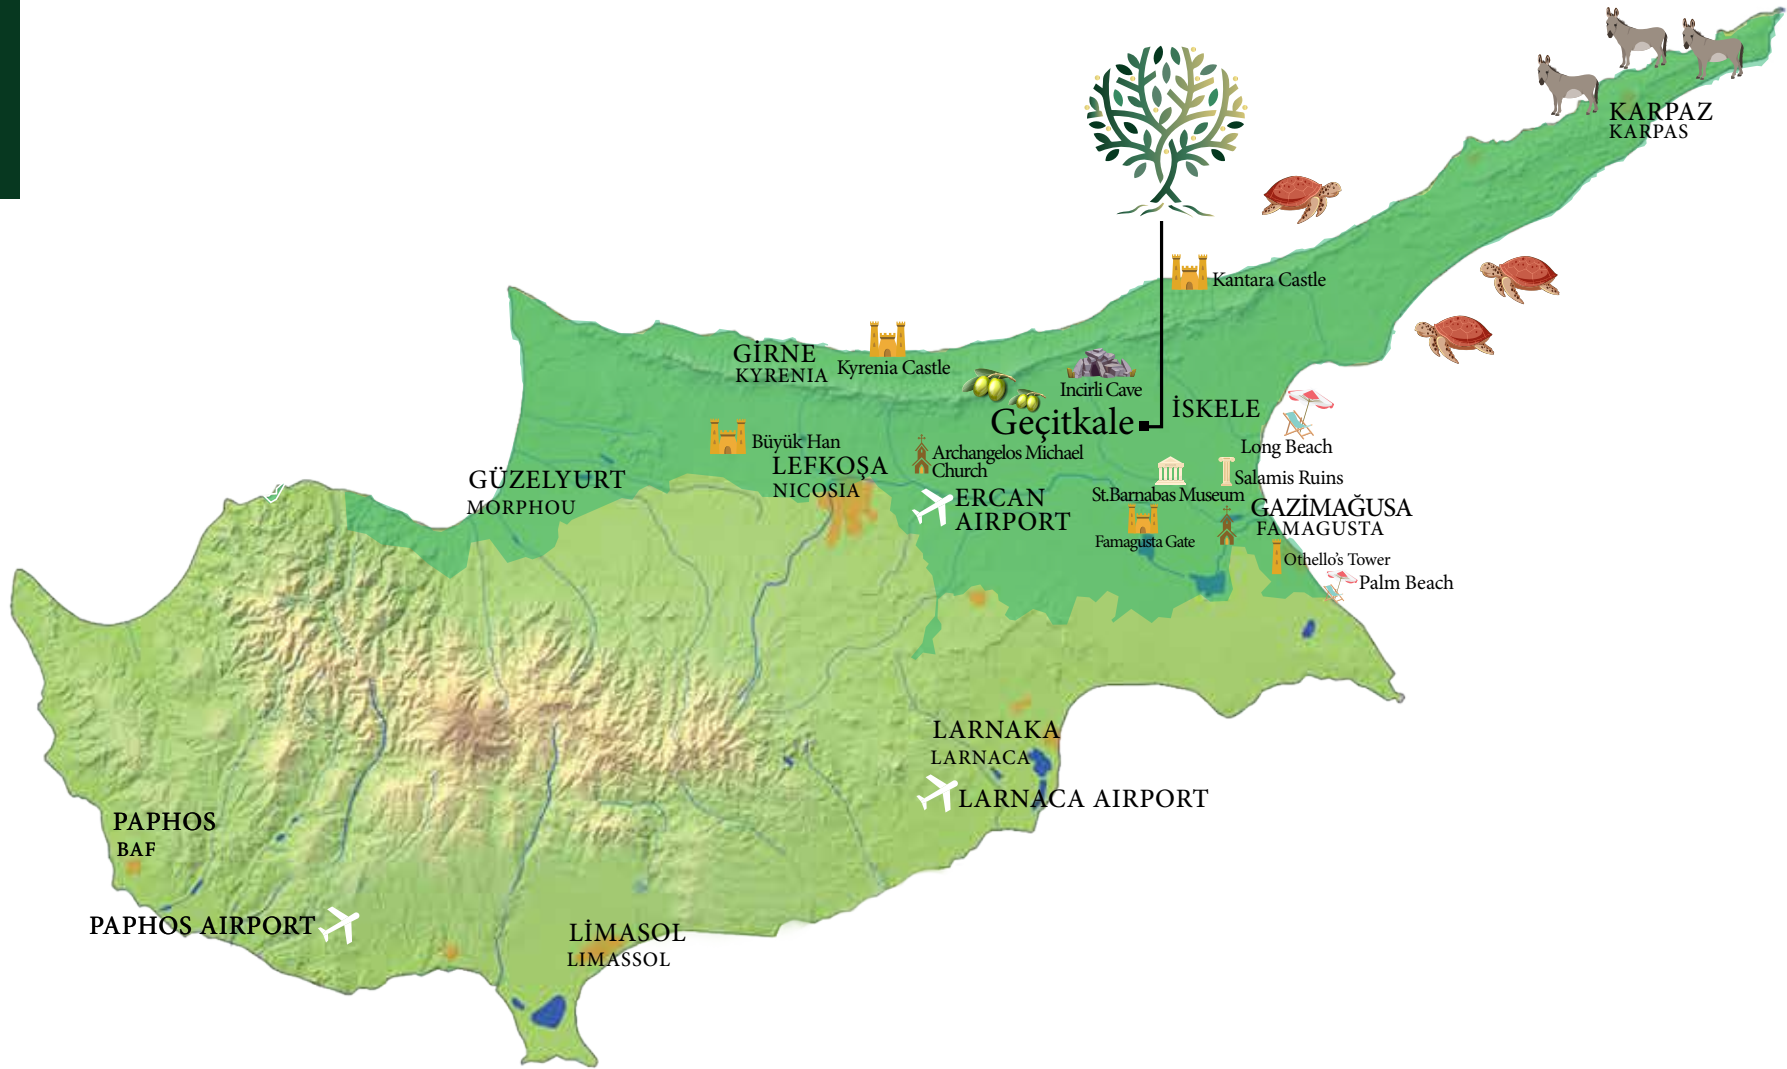 KARPAZ
KARPAS
Kantara Castle
GİRNE
KYRENIA
Kyrenia Castle
Incirli Cave
Geçitkale
İSKELE
Long Beach
Büyük Han
LEFKOŞA
NICOSIA
Archangelos Michael
Church
ERCAN
AIRPORT
Salamis Ruins
St.Barnabas Museum
GAZİMAĞUSA
FAMAGUSTA
Famagusta Gate
Othello's Tower
Palm Beach
GÜZELYURT
MORPHOU
LARNAKA
LARNACA
LARNACA AIRPORT
PAPHOS
BAF
PAPHOS AIRPORT
LİMASOL
LIMASSOL